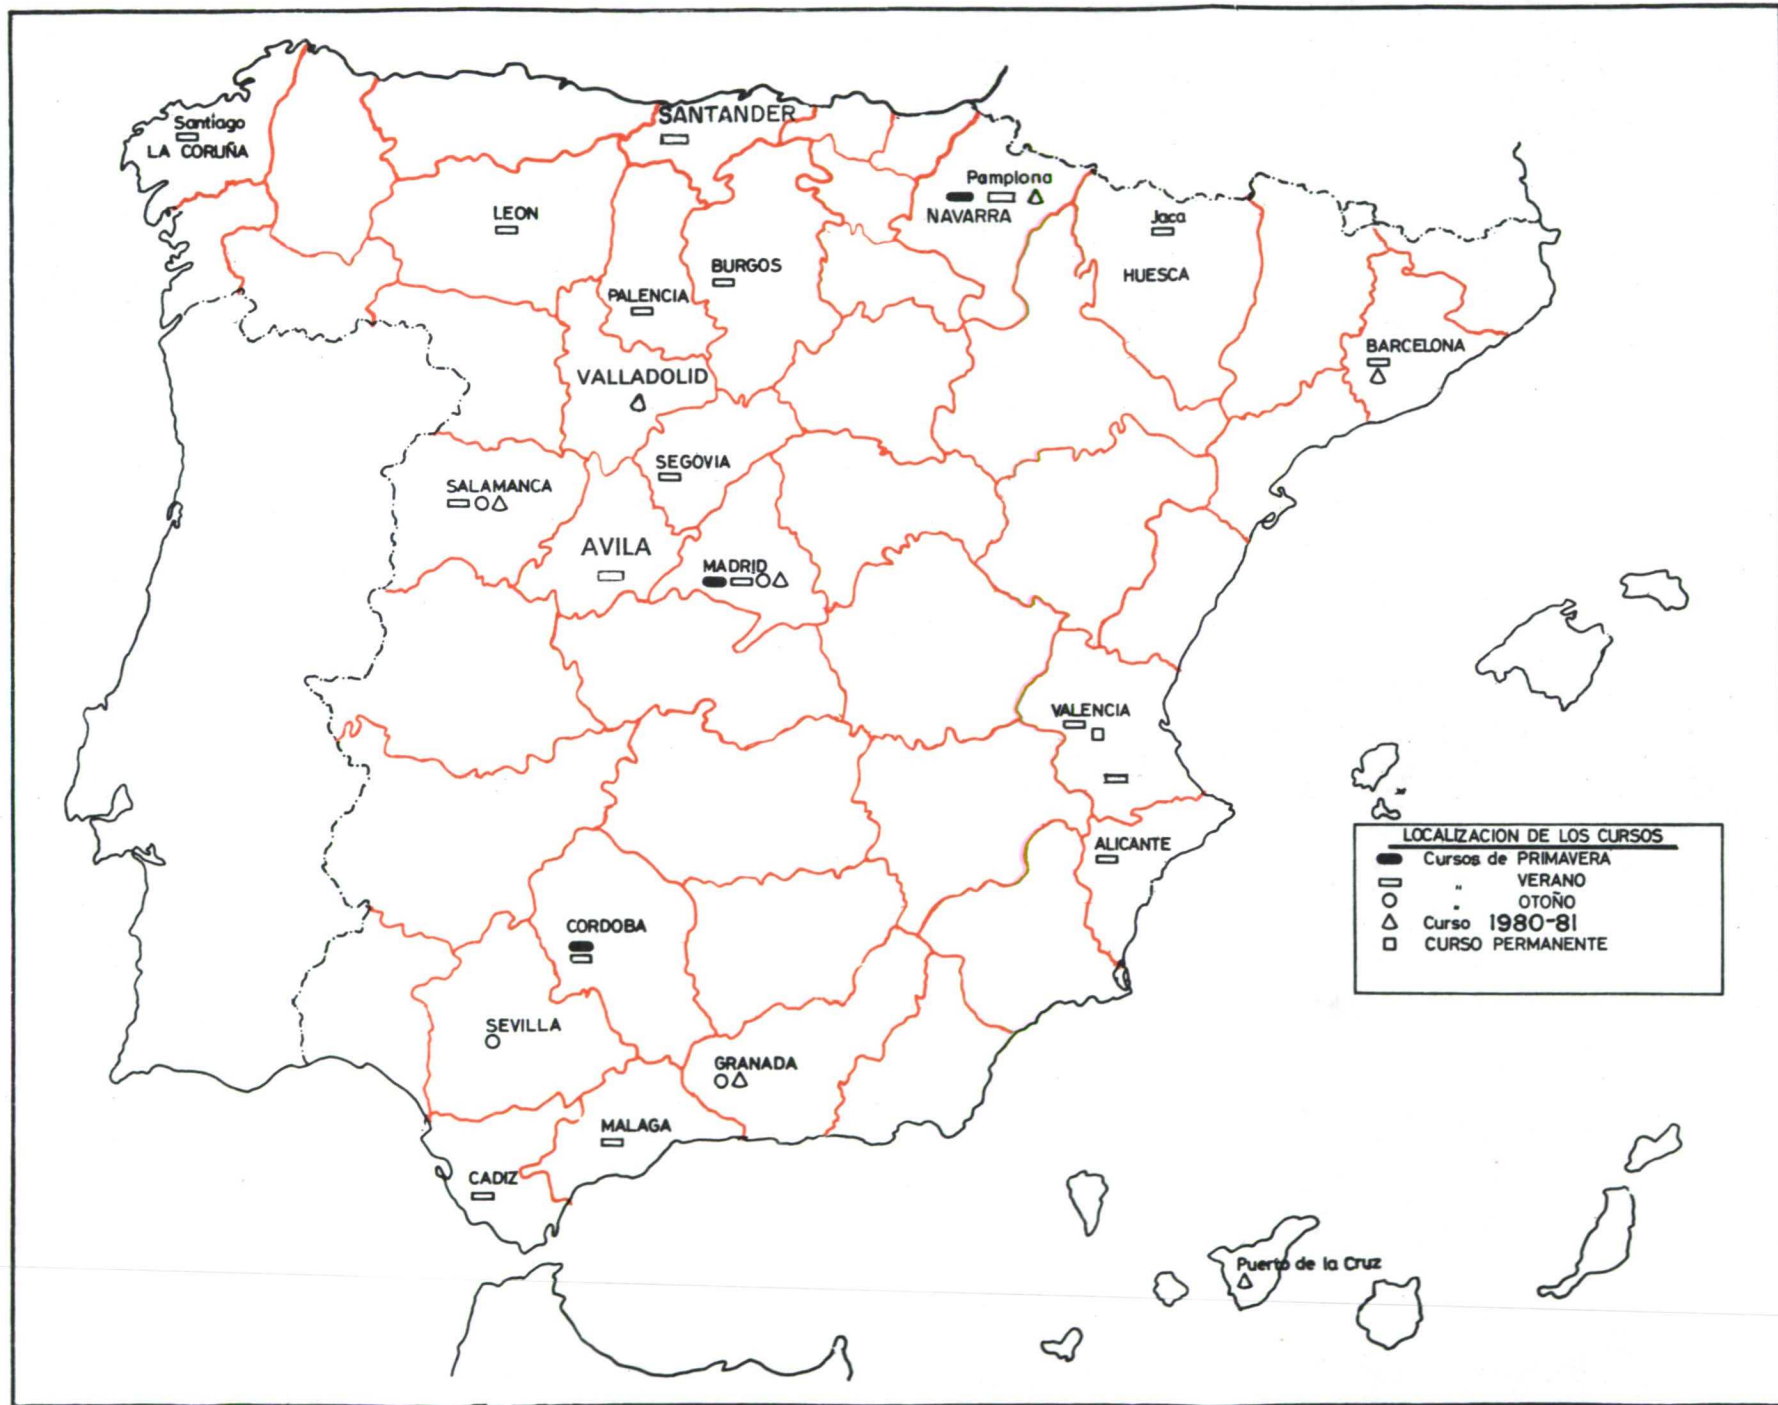 SANTANDER
Santiago
LA CORUÑA
Pamplona
NAVARRA
LEON
Jaca
HUESCA
BURGOS
PALENCIA
BARCELONA
VALLADOLID
SEGOVIA
SALAMANCA
AVILA
MADRID
VALENCIA
ALICANTE
CORDOBA
SEVILLA
GRANADA
MALAGA
CADIZ
Puerto de la Cruz
LOCALIZACION DE LOS CURSOS
Cursos de PRIMAVERA
" VERANO
" OTOÑO
Curso 1980-81
CURSO PERMANENTE